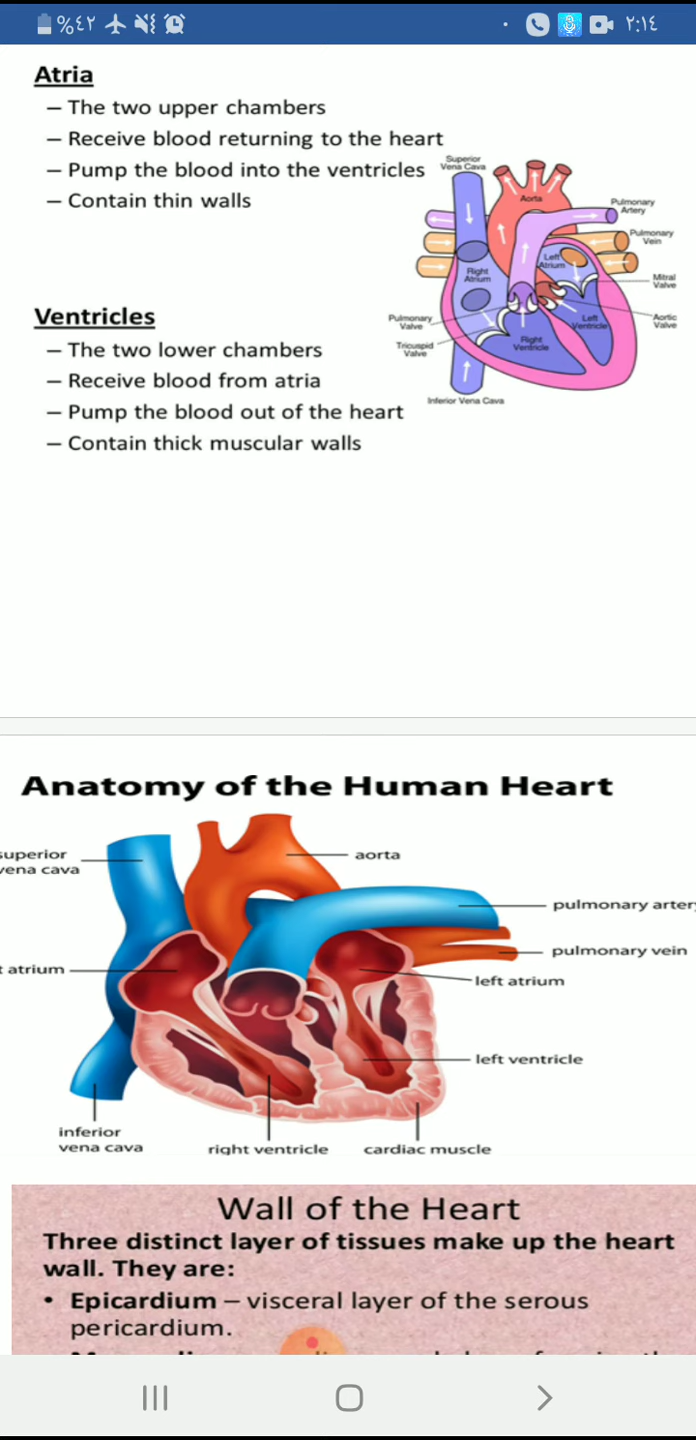 %٤٢
٢:١٤
Atria
– The two upper chambers
– Receive blood returning to the heart
– Pump the blood into the ventricles
– Contain thin walls
Superior
Vena Cava
Aorta
Pulmonary
Artery
Pulmonary
Vein
Left
Atrium
Right
Atrium
Mitral
Valve
Pulmonary
Valve
Left
Ventricle
Aortic
Valve
Tricuspid
Valve
Right
Ventricle
Inferior Vena Cava
Ventricles
– The two lower chambers
– Receive blood from atria
– Pump the blood out of the heart
– Contain thick muscular walls
Anatomy of the Human Heart
superior
vena cava
aorta
pulmonary arter
pulmonary vein
t atrium
left atrium
left ventricle
inferior
vena cava
right ventricle
cardiac muscle
Wall of the Heart
Three distinct layer of tissues make up the heart
wall. They are:
• Epicardium – visceral layer of the serous
pericardium.